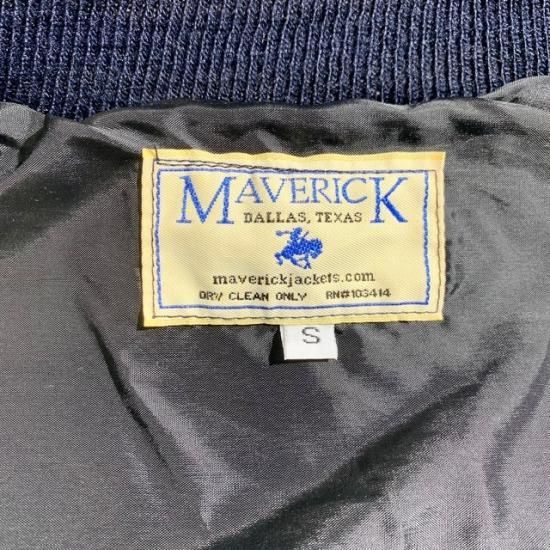 MAVERICK
DALLAS, TEXAS
maverickjackets.com
DRY CLEAN ONLY RN#103414
S